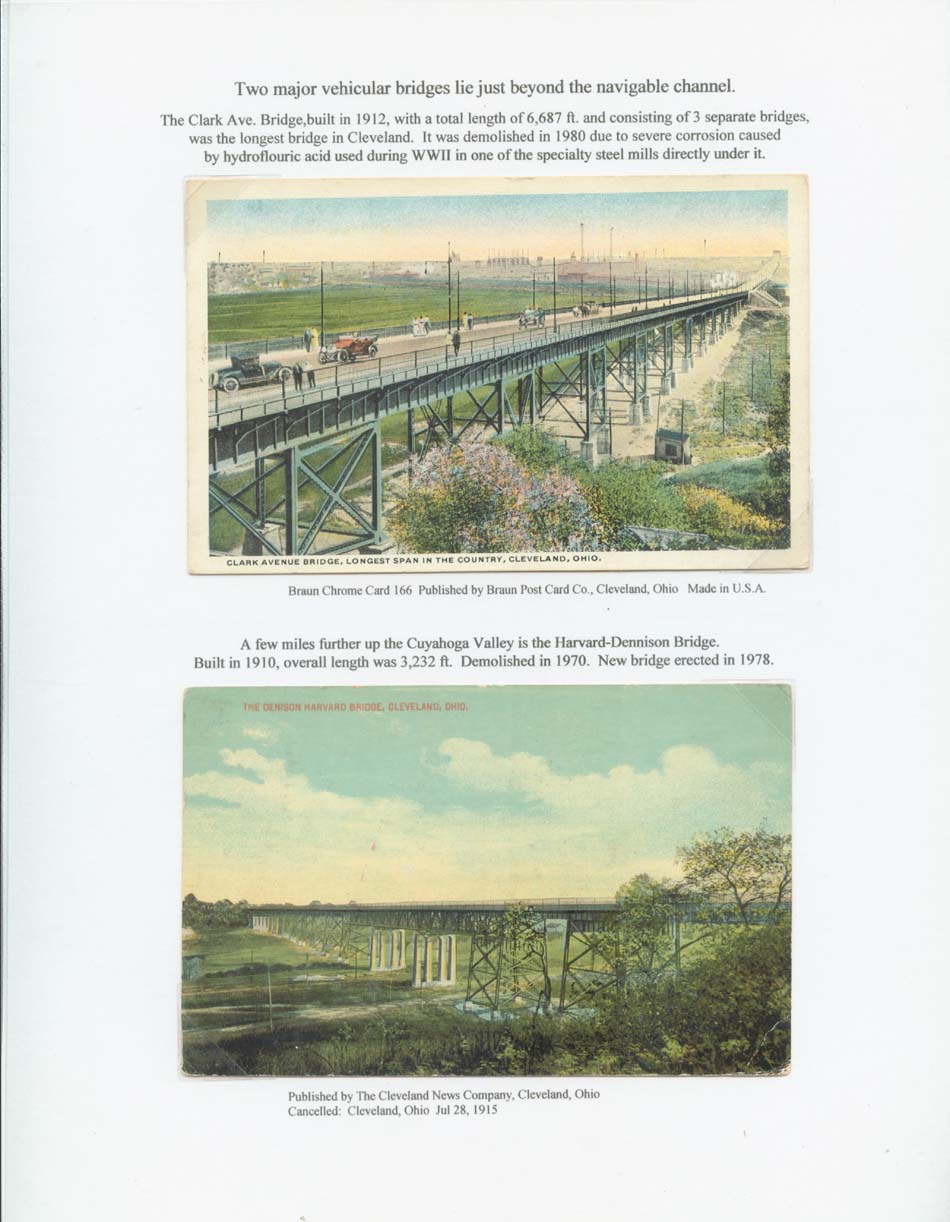 Two major vehicular bridges lie just beyond the navigable channel.
The Clark Ave. Bridge,built in 1912, with a total length of 6,687 ft. and consisting of 3 separate bridges,
was the longest bridge in Cleveland. It was demolished in 1980 due to severe corrosion caused
by hydroflouric acid used during WWII in one of the specialty steel mills directly under it.
CLARK AVENUE BRIDGE, LONGEST SPAN IN THE COUNTRY, CLEVELAND, OHIO.
Braun Chrome Card 166 Published by Braun Post Card Co., Cleveland, Ohio Made in U.S.A.
A few miles further up the Cuyahoga Valley is the Harvard-Dennison Bridge.
Built in 1910, overall length was 3,232 ft. Demolished in 1970. New bridge erected in 1978.
THE DENISON HARVARD BRIDGE, CLEVELAND, OHIO.
Published by The Cleveland News Company, Cleveland, Ohio
Cancelled: Cleveland, Ohio Jul 28, 1915